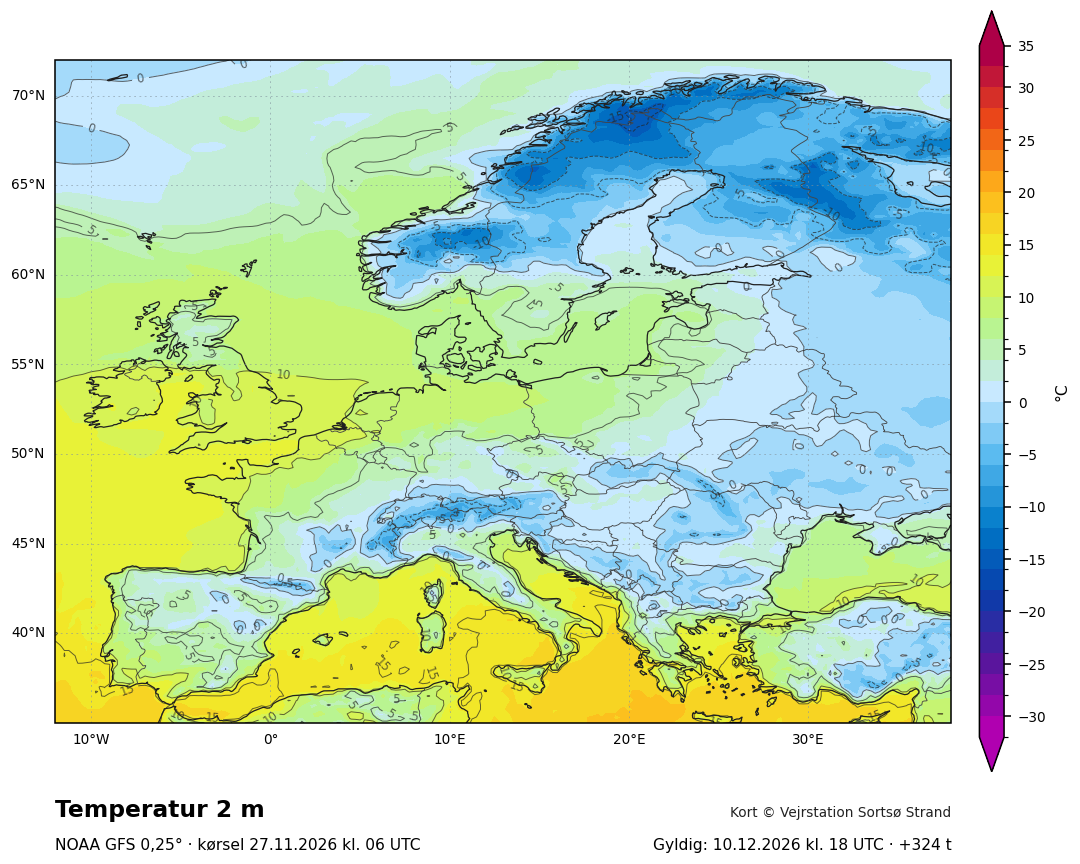 70°N
65°N
60°N
55°N
50°N
45°N
40°N
10°W 0° 10°E 20°E 30°E
35
30
25
20
15
10
5
0
−5
−10
−15
−20
−25
−30
°C
Temperatur 2 m
Kort © Vejrstation Sortsø Strand
NOAA GFS 0,25° · kørsel 27.11.2026 kl. 06 UTC
Gyldig: 10.12.2026 kl. 18 UTC · +324 t